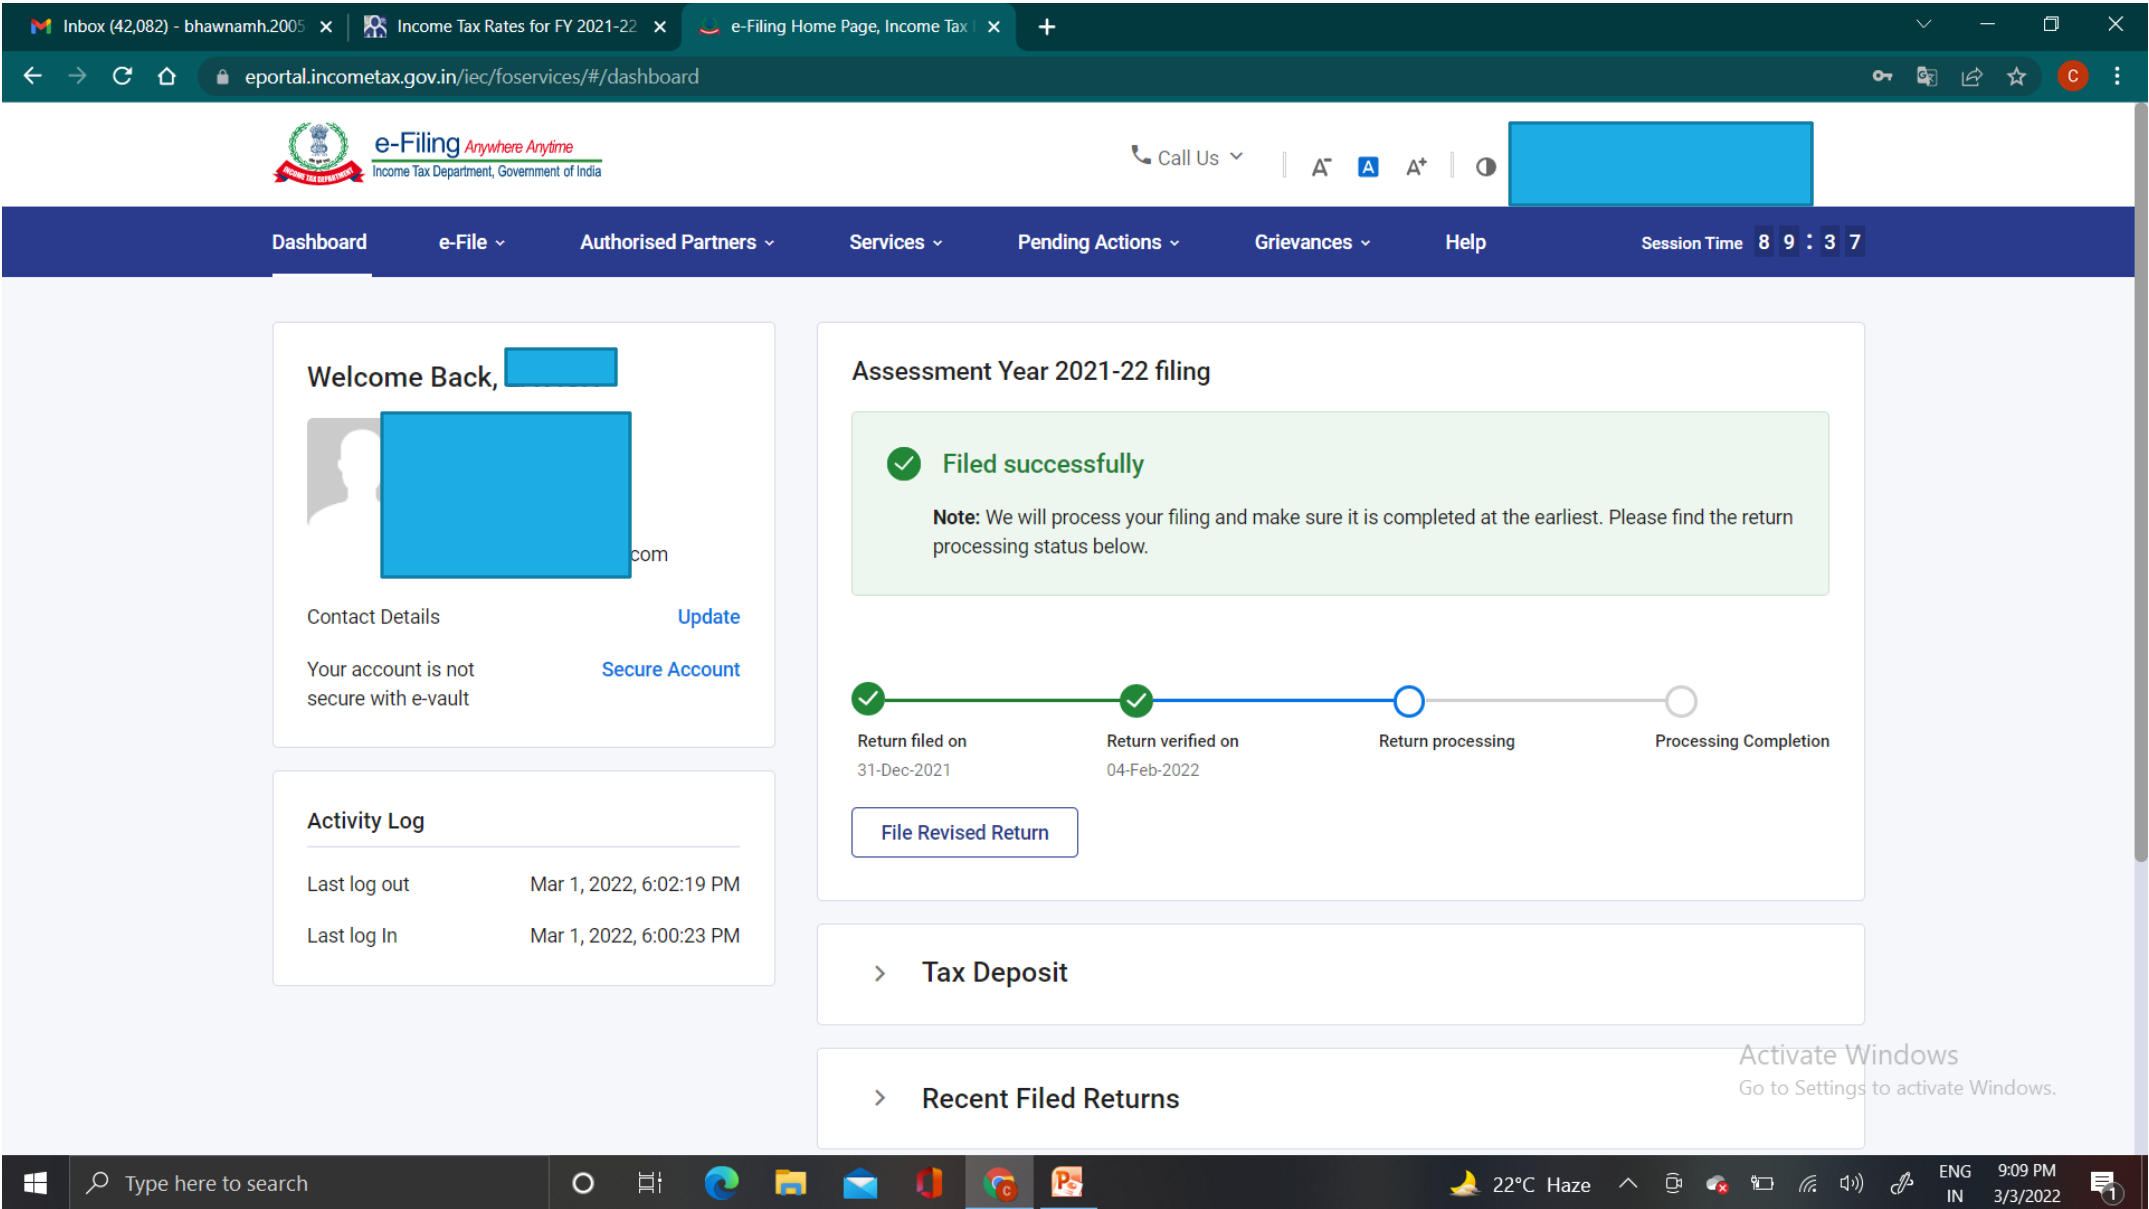 Inbox (42,082) - bhawnamh.2005
Income Tax Rates for FY 2021-22
e-Filing Home Page, Income Tax
eportal.incometax.gov.in/iec/foservices/#/dashboard
C
e-Filing Anywhere Anytime
Income Tax Department, Government of India
INCOME TAX DEPARTMENT
Call Us
A- A A+
Dashboard e-File Authorised Partners Services Pending Actions Grievances Help Session Time 8 9 : 3 7
Welcome Back,
com
Contact Details Update
Your account is not Secure Account
secure with e-vault
Activity Log
Last log out Mar 1, 2022, 6:02:19 PM
Last log In Mar 1, 2022, 6:00:23 PM
Assessment Year 2021-22 filing
Filed successfully
Note: We will process your filing and make sure it is completed at the earliest. Please find the return
processing status below.
Return filed on Return verified on Return processing Processing Completion
31-Dec-2021 04-Feb-2022
File Revised Return
Tax Deposit
Recent Filed Returns
Activate Windows
Go to Settings to activate Windows.
Type here to search
22°C Haze
ENG
IN
9:09 PM
3/3/2022
1